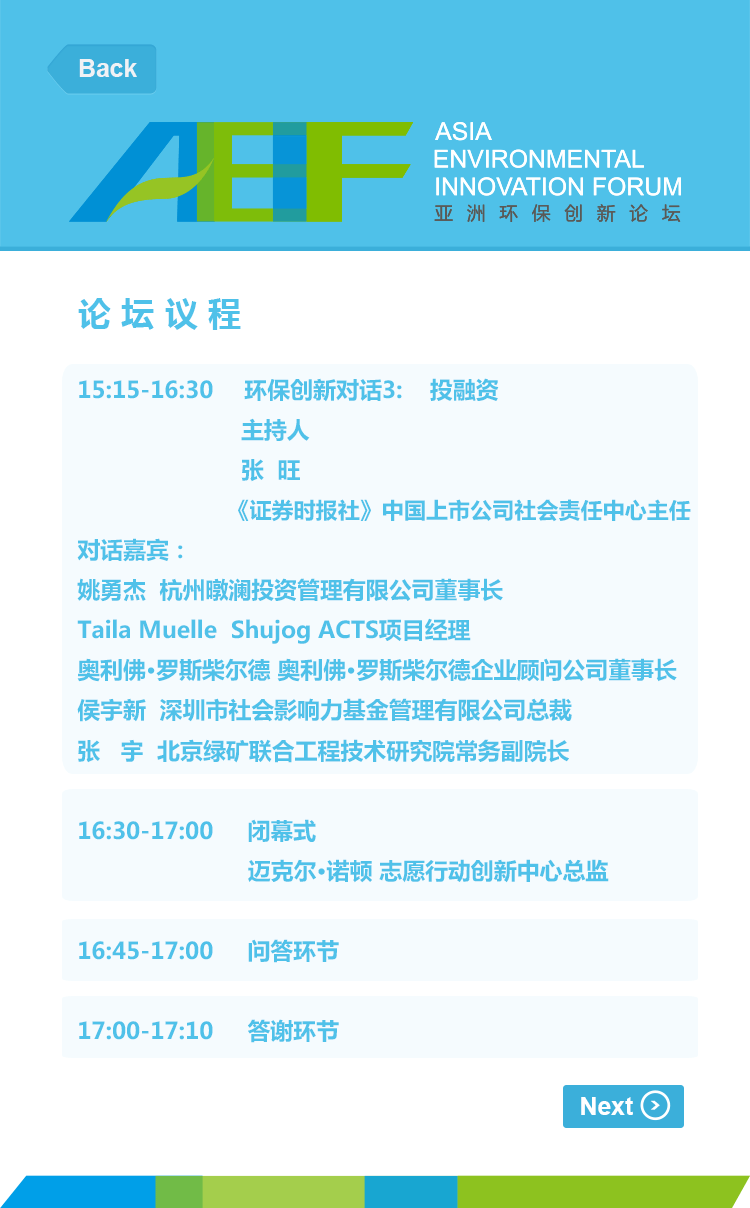 Back
AEIF
ASIA
ENVIRONMENTAL
INNOVATION FORUM
亚洲环保创新论坛
论坛议程
15:15-16:30 环保创新对话3: 投融资
主持人
张 旺
《证券时报社》中国上市公司社会责任中心主任
对话嘉宾：
姚勇杰 杭州暾澜投资管理有限公司董事长
Taila Muelle Shujog ACTS项目经理
奥利佛·罗斯柴尔德 奥利佛·罗斯柴尔德企业顾问公司董事长
侯宇新 深圳市社会影响力基金管理有限公司总裁
张 宇 北京绿矿联合工程技术研究院常务副院长
16:30-17:00 闭幕式
迈克尔·诺顿 志愿行动创新中心总监
16:45-17:00 问答环节
17:00-17:10 答谢环节
Next